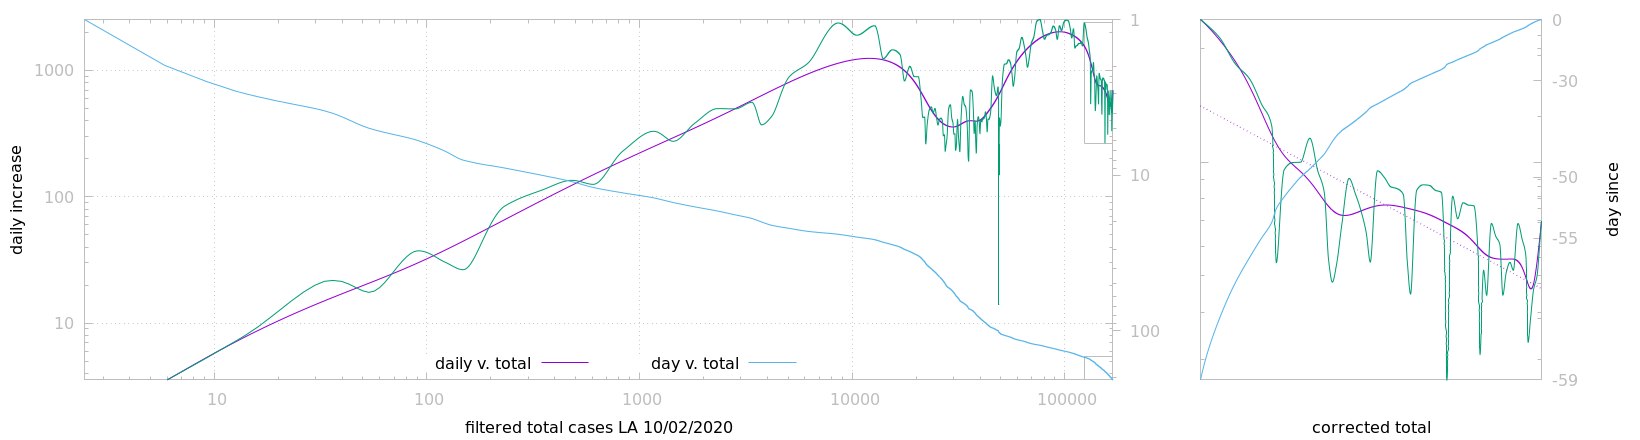 1000
100
10
daily increase
daily v. total
day v. total
10
100
1000
10000
100000
filtered total cases LA 10/02/2020
1
10
100
0
-30
-50
-55
-59
day since
corrected total